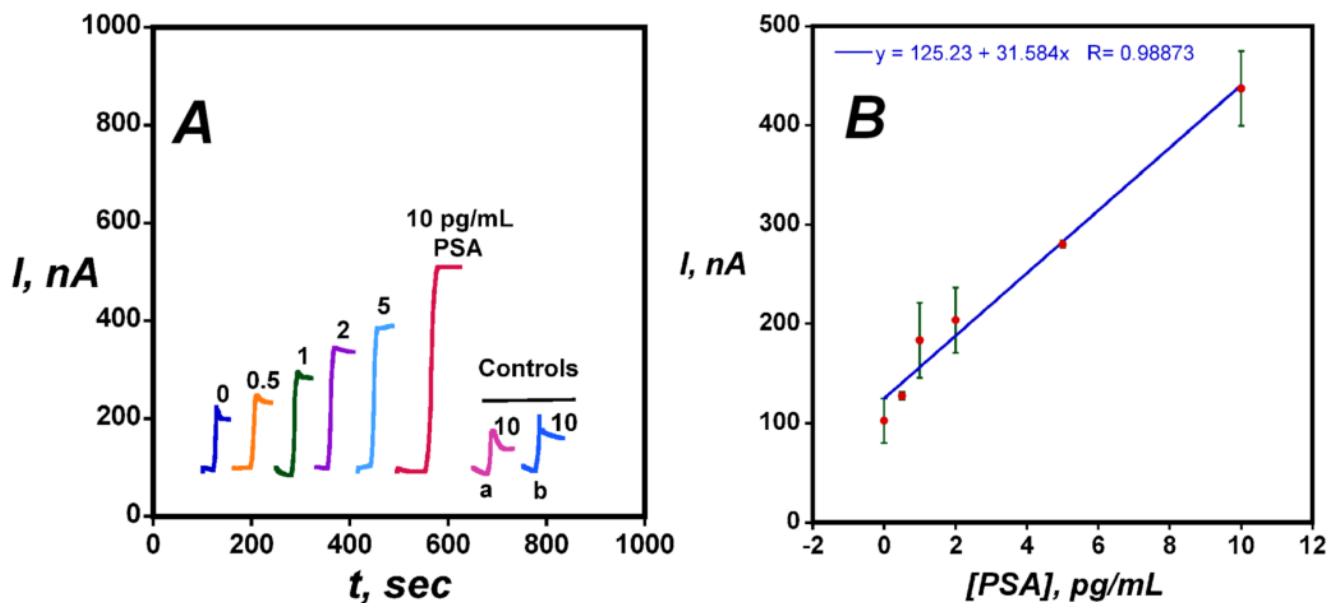 A
1000
800
600
400
200
0
I, nA
0
0.5
1
2
5
10 pg/mL
PSA
Controls
10
10
a
b
0
200
400
600
800
1000
t, sec
B
y = 125.23 + 31.584x R= 0.98873
500
400
300
200
100
0
I, nA
-2
0
2
4
6
8
10
12
[PSA], pg/mL